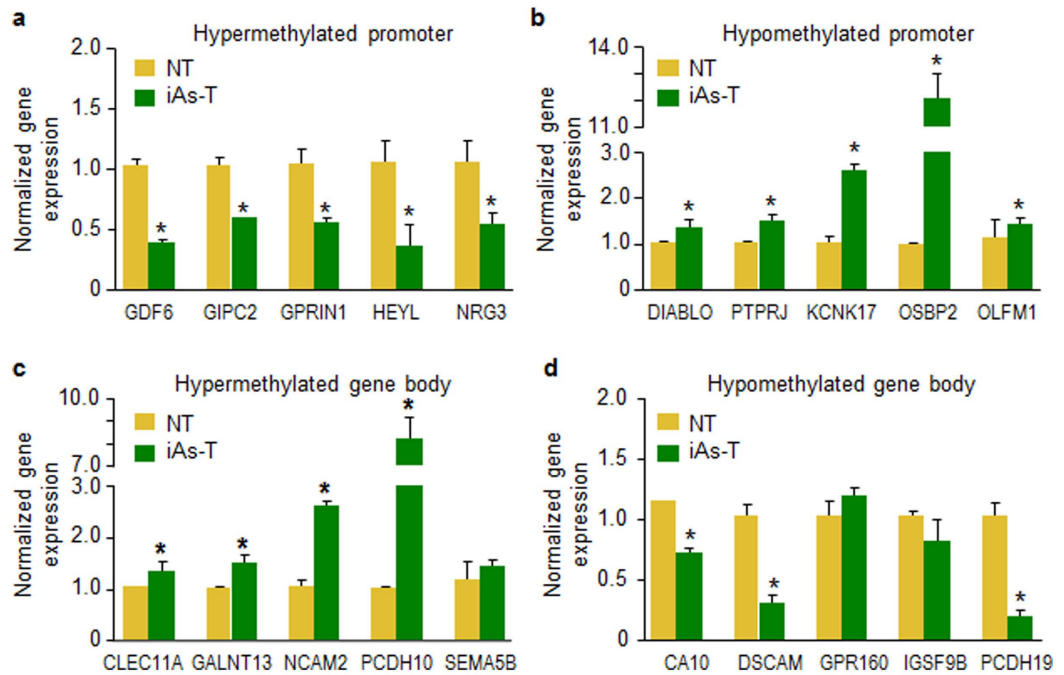 a
Hypermethylated promoter
Normalized gene
expression
2.0
1.5
1.0
0.5
0
NT
iAs-T
* * * * *
GDF6 GIPC2 GPRIN1 HEYL NRG3
b
Hypomethylated promoter
Normalized gene
expression
14.0
11.0
3.0
2.0
1.0
0
NT
iAs-T
* * * * *
DIABLO PTPRJ KCNK17 OSBP2 OLFM1
c
Hypermethylated gene body
Normalized gene
expression
10.0
7.0
3.0
2.0
1.0
0
NT
iAs-T
* * * *
CLEC11A GALNT13 NCAM2 PCDH10 SEMA5B
d
Hypomethylated gene body
Normalized gene
expression
2.0
1.5
1.0
0.5
0
NT
iAs-T
* * *
CA10 DSCAM GPR160 IGSF9B PCDH19